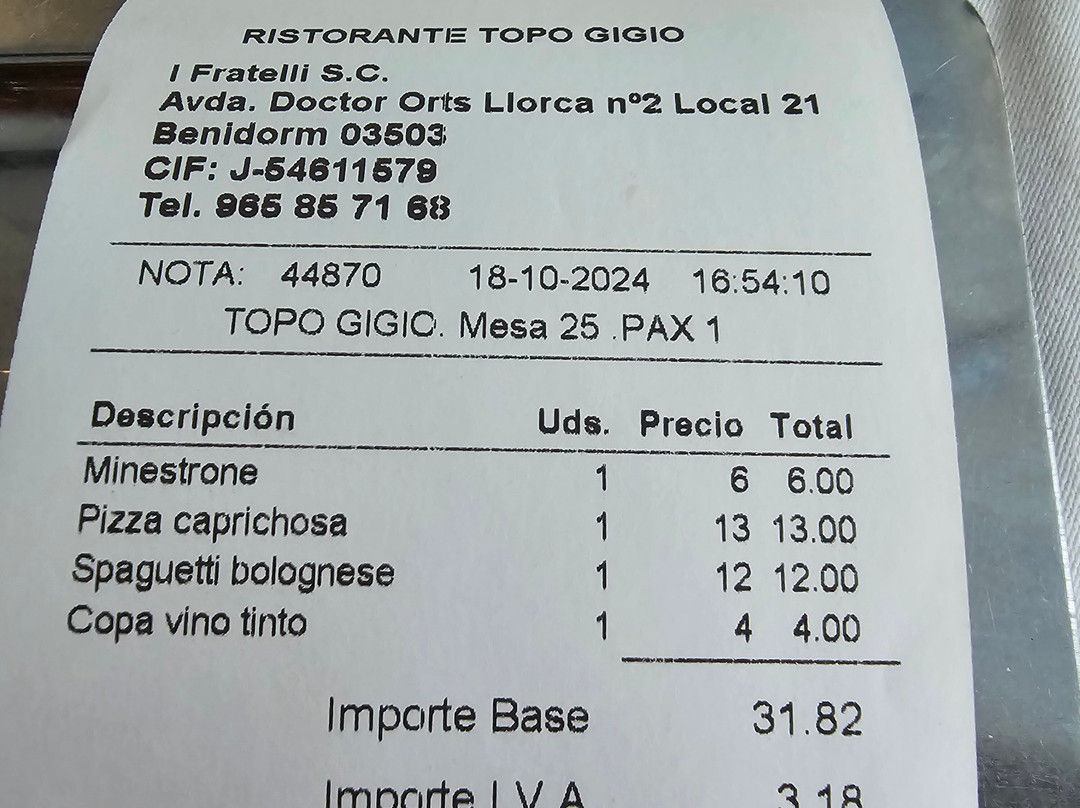 RISTORANTE TOPO GIGIO
I Fratelli S.C.
Avda. Doctor Orts Llorca nº2 Local 21
Benidorm 03503
CIF: J-54611579
Tel. 965 85 71 68
NOTA: 44870 18-10-2024 16:54:10
TOPO GIGIO. Mesa 25 .PAX 1
Descripción Uds. Precio Total
Minestrone 1 6 6.00
Pizza caprichosa 1 13 13.00
Spaguetti bolognese 1 12 12.00
Copa vino tinto 1 4 4.00
Importe Base 31.82
Importe I.V.A 3.18